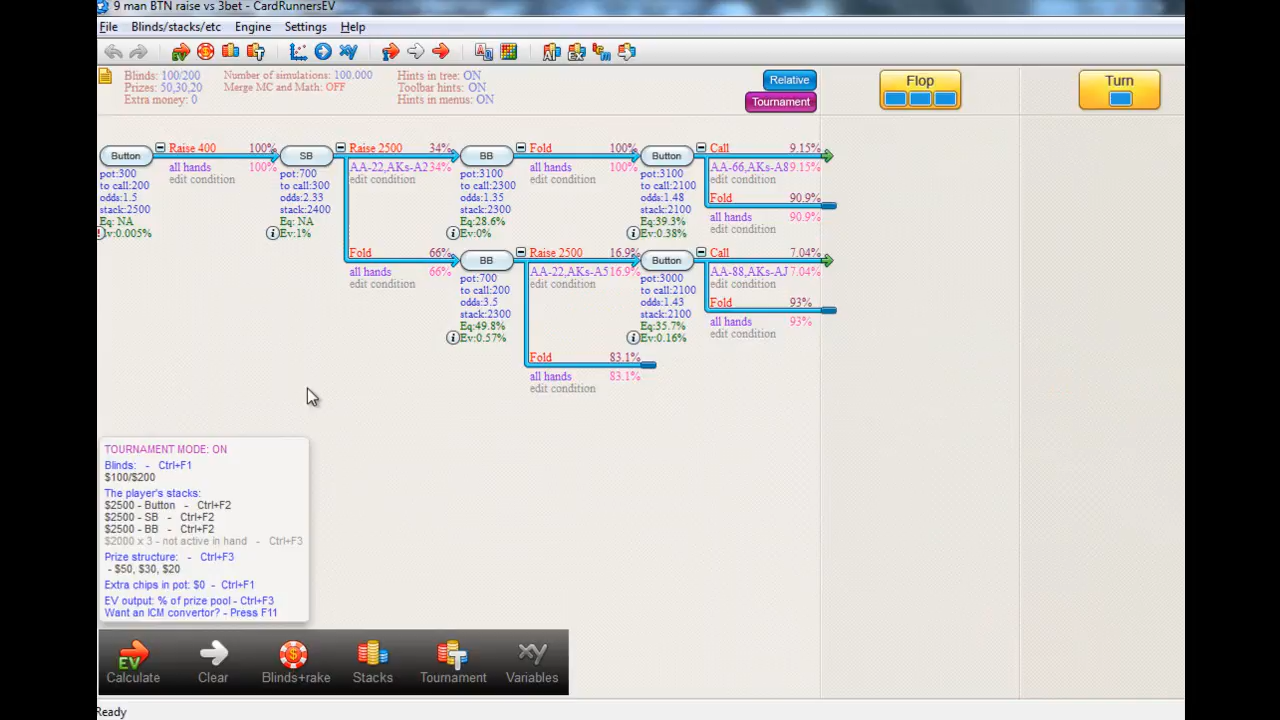 9 man BTN raise vs 3bet - CardRunnersEV
File Blinds/stacks/etc Engine Settings Help
Blinds: 100/200
Prizes: 50,30,20
Extra money: 0
Number of simulations: 100.000
Merge MC and Math: OFF
Hints in tree: ON
Toolbar hints: ON
Hints in menus: ON
Relative
Tournament
Flop
Turn
Button
Raise 400 100%
all hands 100%
edit condition
pot:300
to call:200
odds:1.5
stack:2500
Eq: NA
Ev:0.005%
SB
Raise 2500 34%
AA-22,AKs-A2 34%
edit condition
pot:700
to call:300
odds:2.33
stack:2400
Eq: NA
Ev:1%
BB
Fold 100%
all hands 100%
edit condition
pot:3100
to call:2300
odds:1.35
stack:2300
Eq:28.6%
Ev:0%
Button
Call 9.15%
AA-66,AKs-A8 9.15%
edit condition
Fold 90.9%
all hands 90.9%
edit condition
pot:3100
to call:2100
odds:1.48
stack:2100
Eq:39.3%
Ev:0.38%
Fold 66%
all hands 66%
edit condition
BB
Raise 2500 16.9%
AA-22,AKs-A5 16.9%
edit condition
pot:700
to call:200
odds:3.5
stack:2300
Eq:49.8%
Ev:0.57%
Button
Call 7.04%
AA-88,AKs-AJ 7.04%
edit condition
Fold 93%
all hands 93%
edit condition
pot:3000
to call:2100
odds:1.43
stack:2100
Eq:35.7%
Ev:0.16%
Fold 83.1%
all hands 83.1%
edit condition
TOURNAMENT MODE: ON
Blinds: - Ctrl+F1
$100/$200
The player's stacks:
$2500 - Button - Ctrl+F2
$2500 - SB - Ctrl+F2
$2500 - BB - Ctrl+F2
$2000 x 3 - not active in hand - Ctrl+F3
Prize structure: - Ctrl+F3
- $50, $30, $20
Extra chips in pot: $0 - Ctrl+F1
EV output: % of prize pool - Ctrl+F3
Want an ICM convertor? - Press F11
EV
Calculate Clear Blinds+rake Stacks Tournament Variables
Ready